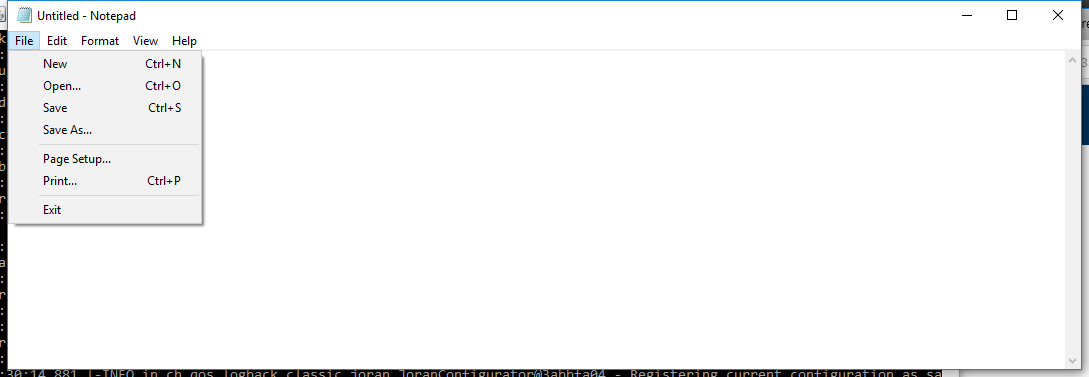 Untitled - Notepad
File Edit Format View Help
New Ctrl+N
Open... Ctrl+O
Save Ctrl+S
Save As...
Page Setup...
Print... Ctrl+P
Exit
:30:14,881 |-INFO in ch.qos.logback.classic.joran.JoranConfigurator@3abbfa04 - Registering current configuration as sa